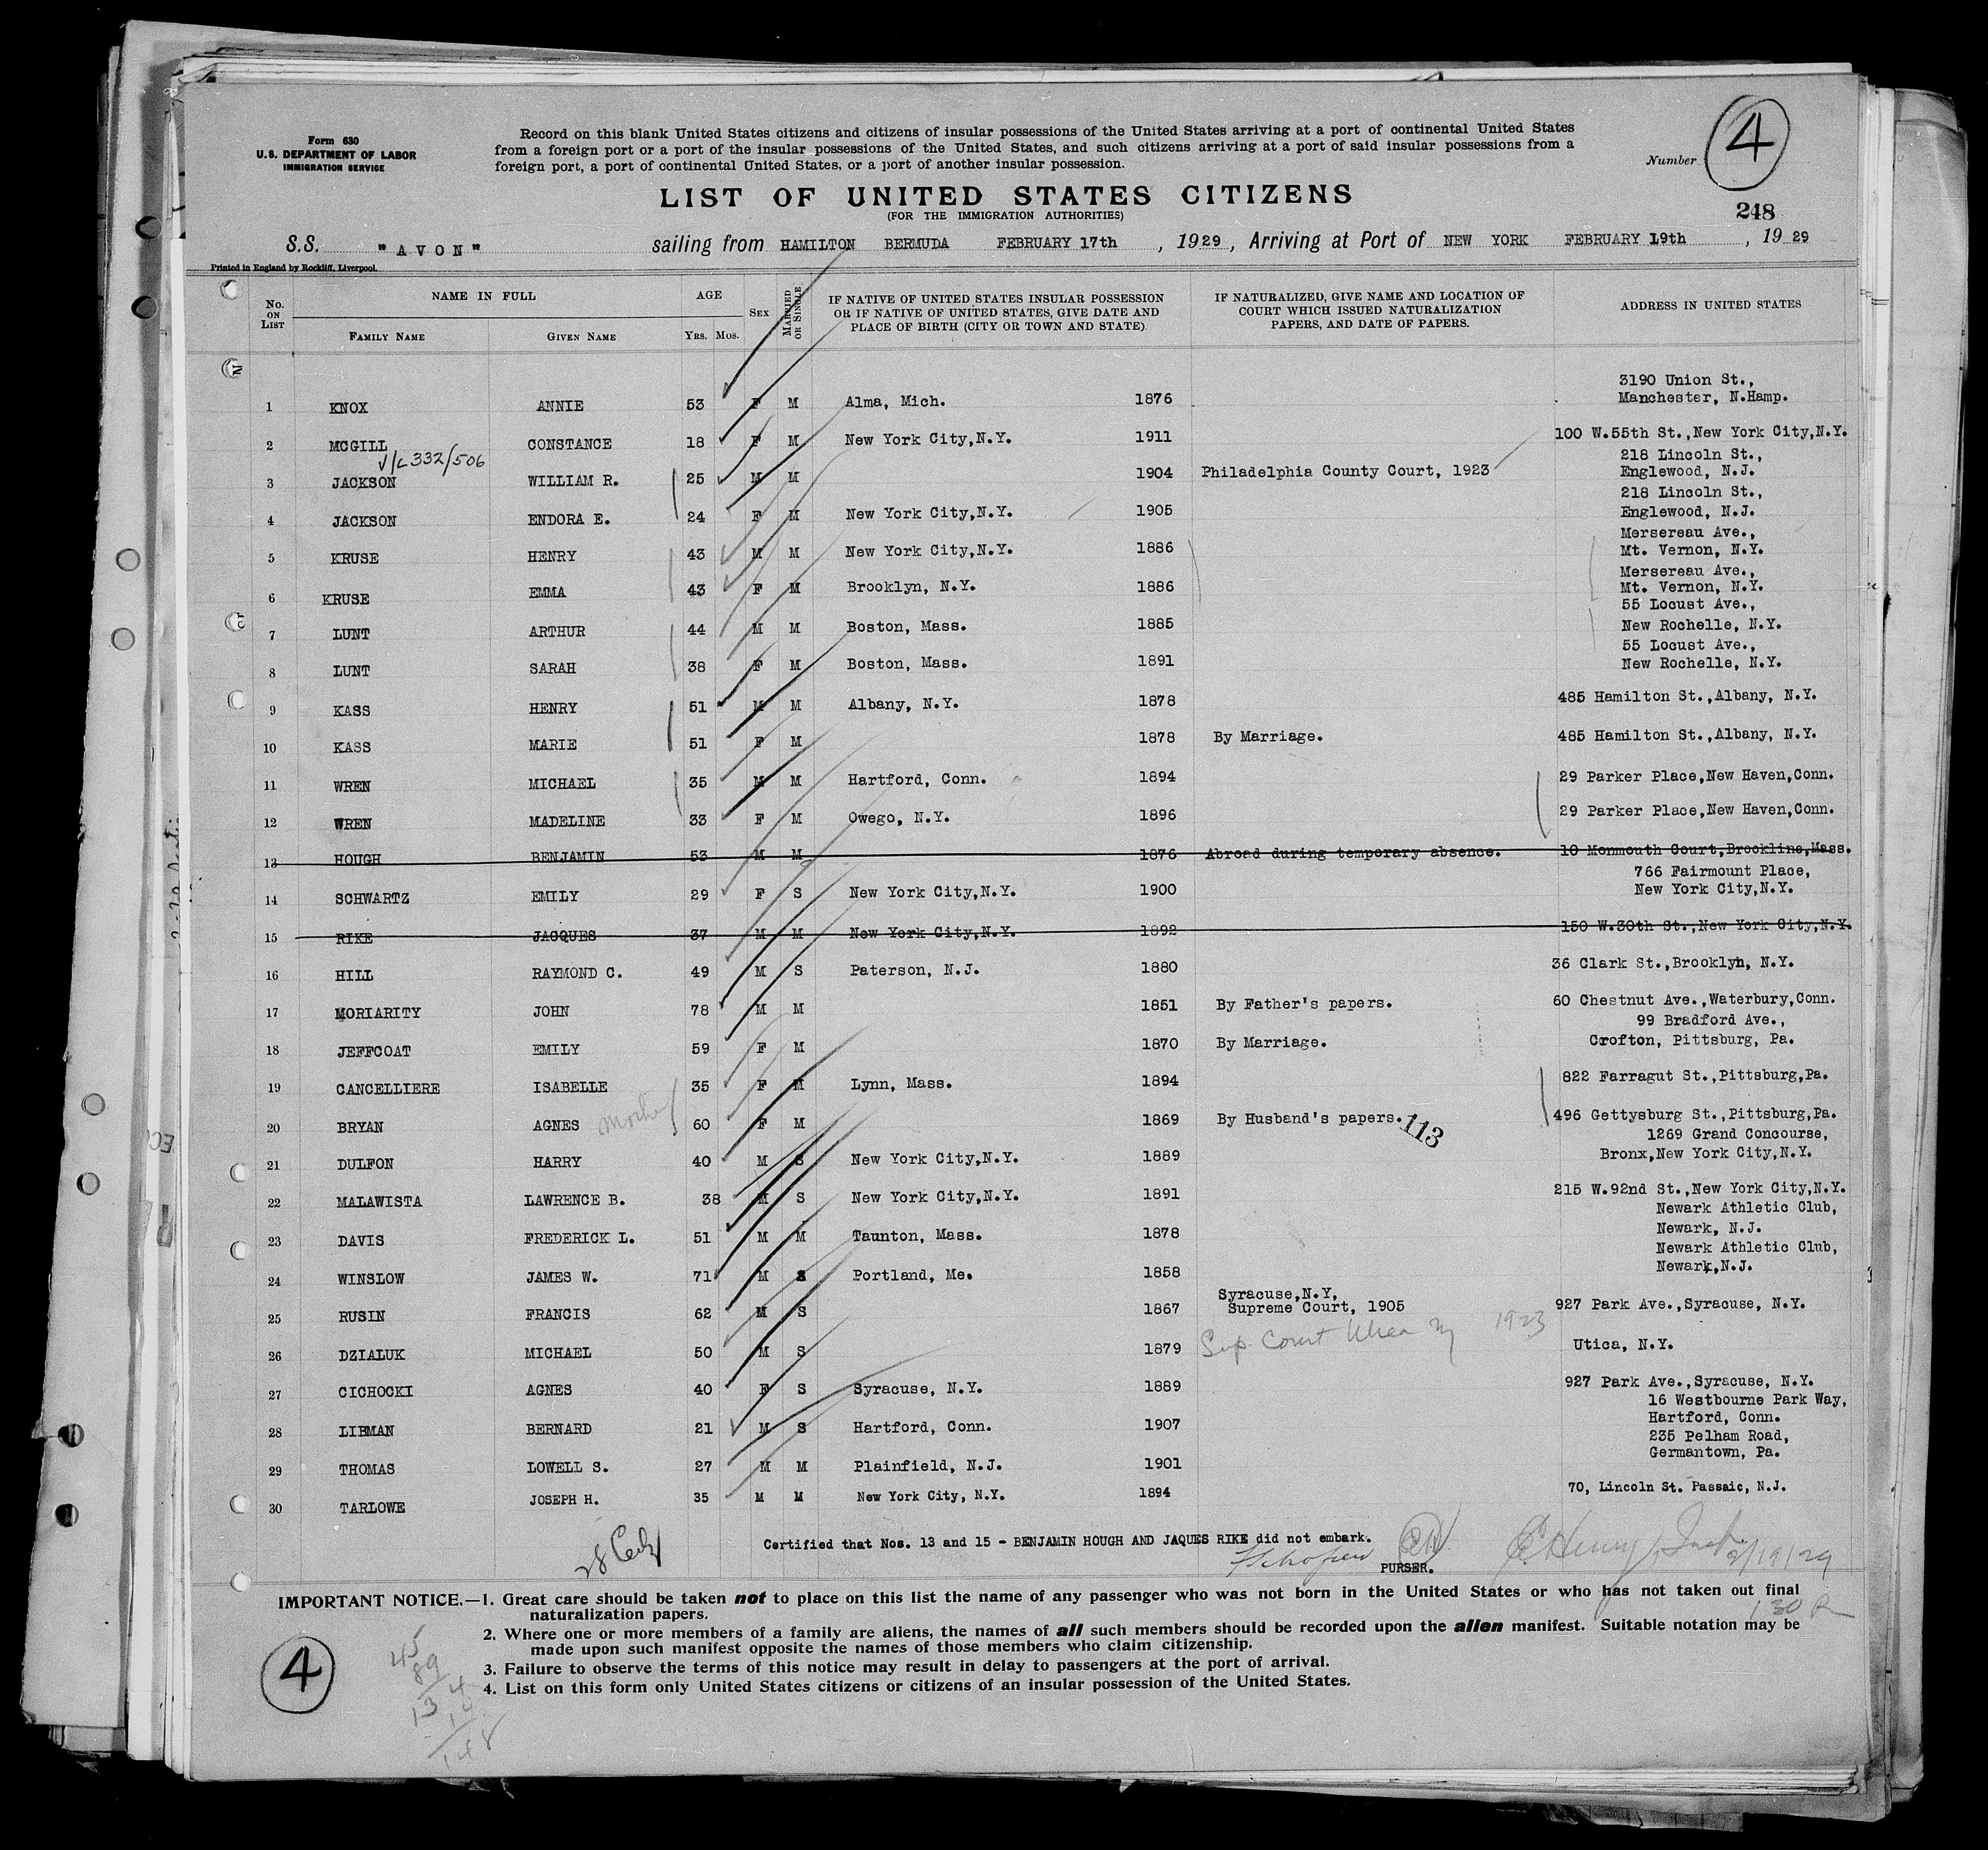 Form 630
U.S. DEPARTMENT OF LABOR
IMMIGRATION SERVICE
Record on this blank United States citizens and citizens of insular possessions of the United States arriving at a port of continental United States
from a foreign port or a port of the insular possessions of the United States, and such citizens arriving at a port of said insular possessions from a
foreign port, a port of continental United States, or a port of another insular possession.
Number 4
LIST OF UNITED STATES CITIZENS
(FOR THE IMMIGRATION AUTHORITIES)
248
S.S. "AVON" sailing from HAMILTON BERMUDA FEBRUARY 17th, 1929, Arriving at Port of NEW YORK FEBRUARY 19th, 1929
Printed in England by Rockliff, Liverpool.
No. ON LIST NAME IN FULL AGE SEX MARRIED OR SINGLE IF NATIVE OF UNITED STATES INSULAR POSSESSION OR IF NATIVE OF UNITED STATES, GIVE DATE AND PLACE OF BIRTH (CITY OR TOWN AND STATE). IF NATURALIZED, GIVE NAME AND LOCATION OF COURT WHICH ISSUED NATURALIZATION PAPERS, AND DATE OF PAPERS. ADDRESS IN UNITED STATES
FAMILY NAME GIVEN NAME YRS. MOS.
1 KNOX ANNIE 53 F M Alma, Mich. 1876 3190 Union St., Manchester, N.Hamp.
2 MCGILL CONSTANCE 18 F M New York City,N.Y. 1911 100 W.55th St.,New York City,N.Y.
V/L 332/506
3 JACKSON WILLIAM R. 25 M M 1904 Philadelphia County Court, 1923 218 Lincoln St., Englewood, N.J.
4 JACKSON ENDORA E. 24 F M New York City,N.Y. 1905 218 Lincoln St., Englewood, N.J.
5 KRUSE HENRY 43 M M New York City,N.Y. 1886 Mersereau Ave., Mt. Vernon, N.Y.
6 KRUSE EMMA 43 F M Brooklyn, N.Y. 1886 Mersereau Ave., Mt. Vernon, N.Y.
7 LUNT ARTHUR 44 M M Boston, Mass. 1885 55 Locust Ave., New Rochelle, N.Y.
8 LUNT SARAH 38 F M Boston, Mass. 1891 55 Locust Ave., New Rochelle, N.Y.
9 KASS HENRY 51 M M Albany, N.Y. 1878 485 Hamilton St.,Albany, N.Y.
10 KASS MARIE 51 F M 1878 By Marriage. 485 Hamilton St.,Albany, N.Y.
11 WREN MICHAEL 35 M M Hartford, Conn. 1894 29 Parker Place,New Haven,Conn.
12 WREN MADELINE 33 F M Owego, N.Y. 1896 29 Parker Place,New Haven,Conn.
13 HOUGH BENJAMIN 53 M M 1876 Abroad during temporary absence. 10 Monmouth Court,Brookline,Mass.
14 SCHWARTZ EMILY 29 F S New York City,N.Y. 1900 766 Fairmount Place, New York City,N.Y.
15 RIKE JACQUES 37 M M New York City,N.Y. 1892 150 W.30th St.,New York City,N.Y.
16 HILL RAYMOND C. 49 M S Paterson, N.J. 1880 36 Clark St.,Brooklyn, N.Y.
17 MORIARITY JOHN 78 M M 1851 By Father's papers. 60 Chestnut Ave.,Waterbury,Conn.
18 JEFFCOAT EMILY 59 F M 1870 By Marriage. 99 Bradford Ave., Crofton, Pittsburg, Pa.
19 CANCELLIERE ISABELLE 35 F M Lynn, Mass. 1894 822 Farragut St.,Pittsburg,Pa.
20 BRYAN AGNES mother 60 F M 1869 By Husband's papers. 113 496 Gettysburg St.,Pittsburg,Pa.
21 DULFON HARRY 40 M S New York City,N.Y. 1889 1269 Grand Concourse, Bronx,New York City,N.Y.
22 MALAWISTA LAWRENCE B. 38 M S New York City,N.Y. 1891 215 W.92nd St.,New York City,N.Y.
23 DAVIS FREDERICK L. 51 M M Taunton, Mass. 1878 Newark Athletic Club, Newark, N.J.
24 WINSLOW JAMES W. 71 M S Portland, Me. 1858 Newark Athletic Club, Newark,N.J.
25 RUSIN FRANCIS 62 M S 1867 Syracuse,N.Y, Supreme Court, 1905 927 Park Ave.,Syracuse, N.Y.
26 DZIALUK MICHAEL 50 M S 1879 Sup Court Utica NY 1923 Utica, N.Y.
27 CICHOCKI AGNES 40 F S Syracuse, N.Y. 1889 927 Park Ave.,Syracuse, N.Y.
28 LIBMAN BERNARD 21 M S Hartford, Conn. 1907 16 Westbourne Park Way, Hartford, Conn.
29 THOMAS LOWELL S. 27 M M Plainfield, N.J. 1901 235 Pelham Road, Germantown, Pa.
30 TARLOWE JOSEPH H. 35 M M New York City, N.Y. 1894 70, Lincoln St. Passaic, N.J.
Certified that Nos. 13 and 15 - BENJAMIN HOUGH AND JAQUES RIKE did not embark.
PURSER.
2/19/29
IMPORTANT NOTICE.—1. Great care should be taken not to place on this list the name of any passenger who was not born in the United States or who has not taken out final
naturalization papers.
2. Where one or more members of a family are aliens, the names of all such members should be recorded upon the alien manifest. Suitable notation may be
made upon such manifest opposite the names of those members who claim citizenship.
3. Failure to observe the terms of this notice may result in delay to passengers at the port of arrival.
4. List on this form only United States citizens or citizens of an insular possession of the United States.
4
45
89
13 4
14
148